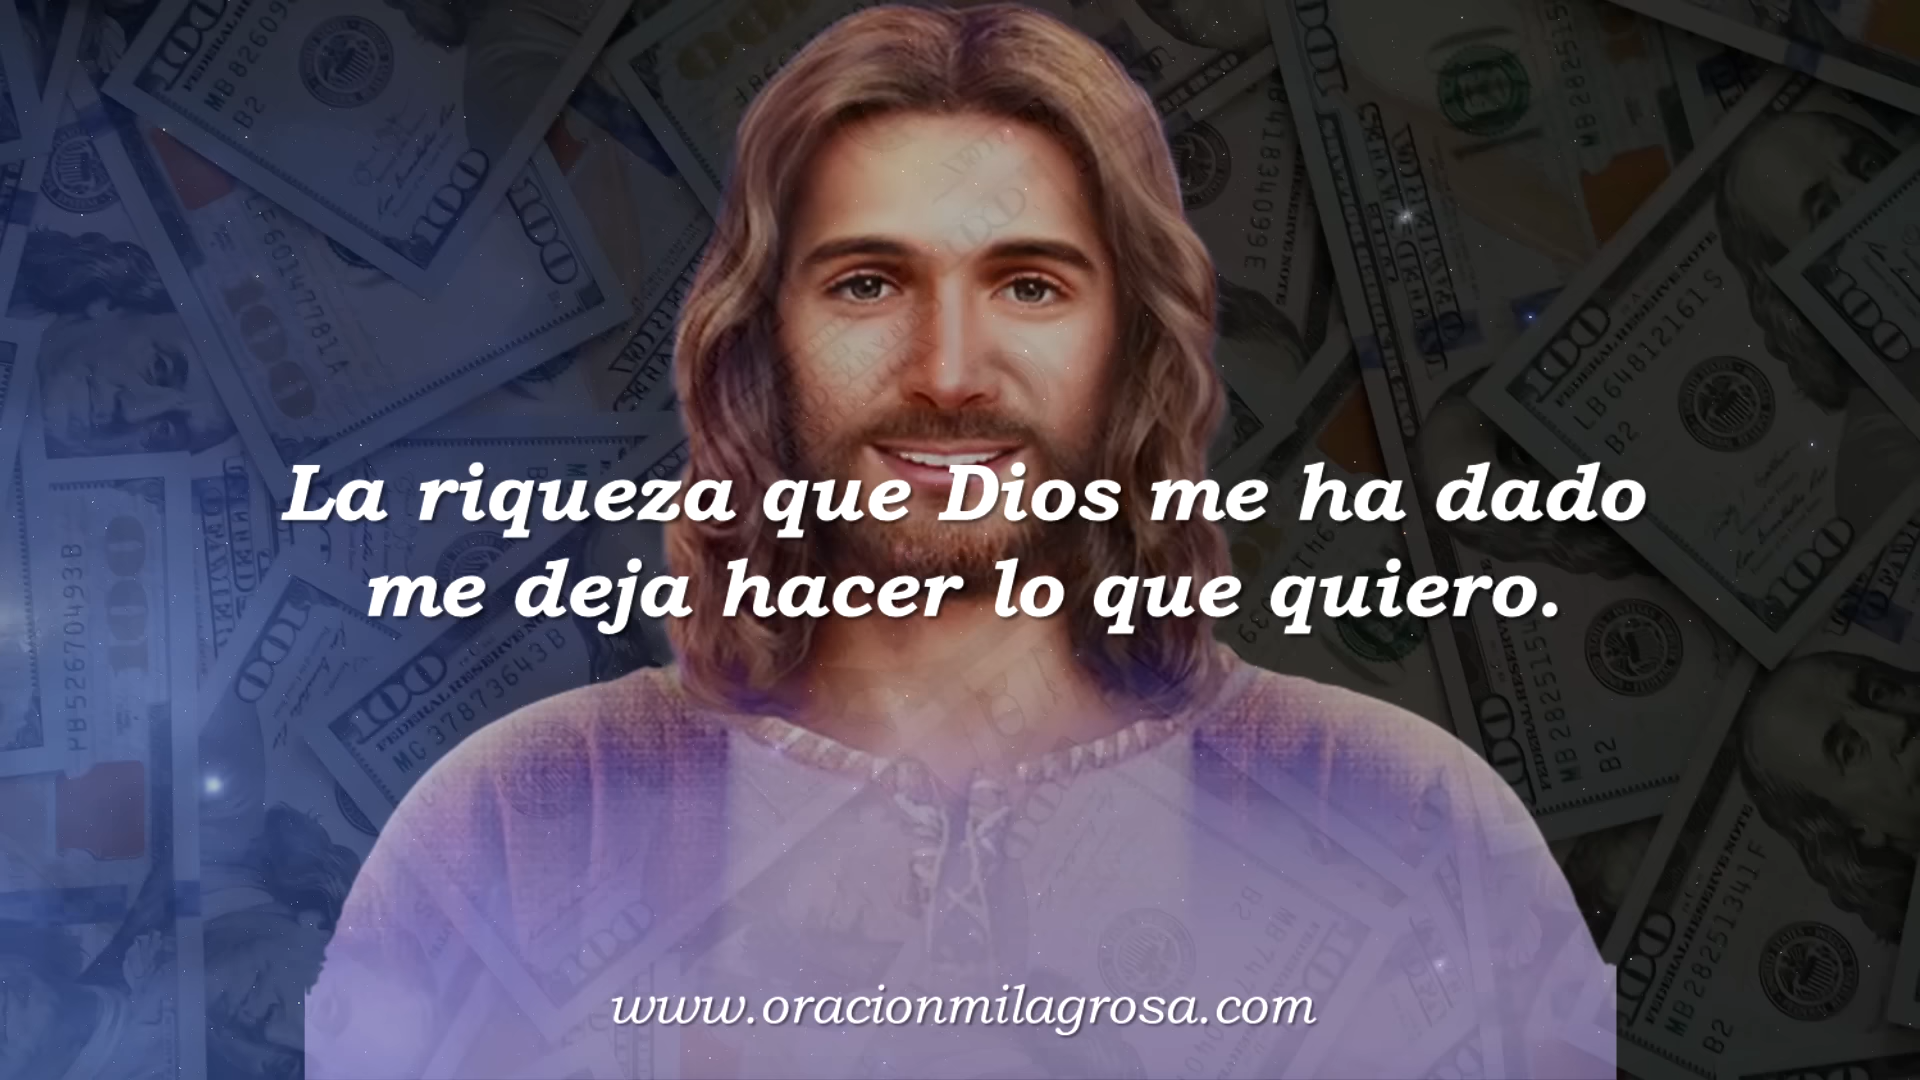 La riqueza que Dios me ha dado
me deja hacer lo que quiero.
www.oracionmilagrosa.com